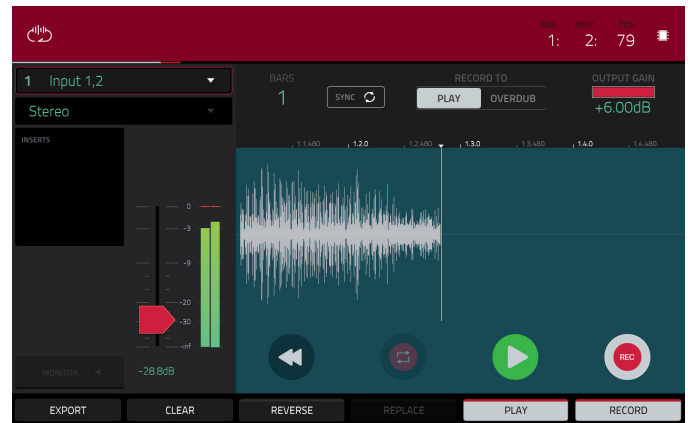 BAR BEAT TICK
1: 2: 79
1 Input 1,2
Stereo
INSERTS
0
-3
-9
-20
-30
-inf
MONITOR
-28.8dB
BARS
1
SYNC
RECORD TO
PLAY OVERDUB
OUTPUT GAIN
+6.00dB
1.1.480 1.2.0 1.2.480 1.3.0 1.3.480 1.4.0 1.4.480
REC
EXPORT CLEAR REVERSE REPLACE PLAY RECORD